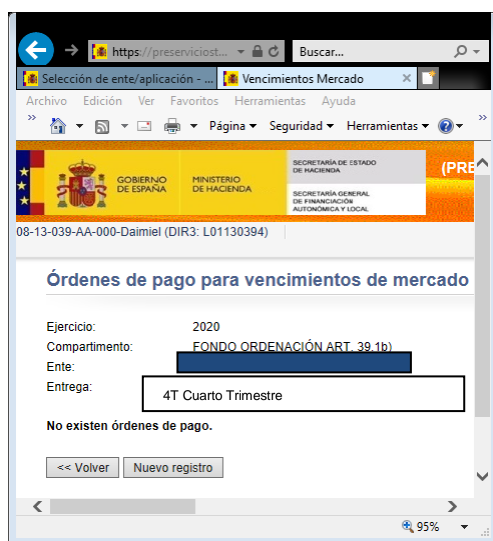 https://preserviciost...
Buscar...
Selección de ente/aplicación - ...
Vencimientos Mercado
Archivo Edición Ver Favoritos Herramientas Ayuda
Página Seguridad Herramientas
GOBIERNO
DE ESPAÑA
MINISTERIO
DE HACIENDA
SECRETARÍA DE ESTADO
DE HACIENDA
SECRETARÍA GENERAL
DE FINANCIACIÓN
AUTONÓMICA Y LOCAL
(PRE
08-13-039-AA-000-Daimiel (DIR3: L01130394)
Órdenes de pago para vencimientos de mercado
Ejercicio: 2020
Compartimento: FONDO ORDENACIÓN ART. 39.1b)
Ente:
Entrega: 4T Cuarto Trimestre
No existen órdenes de pago.
<< Volver Nuevo registro
95%